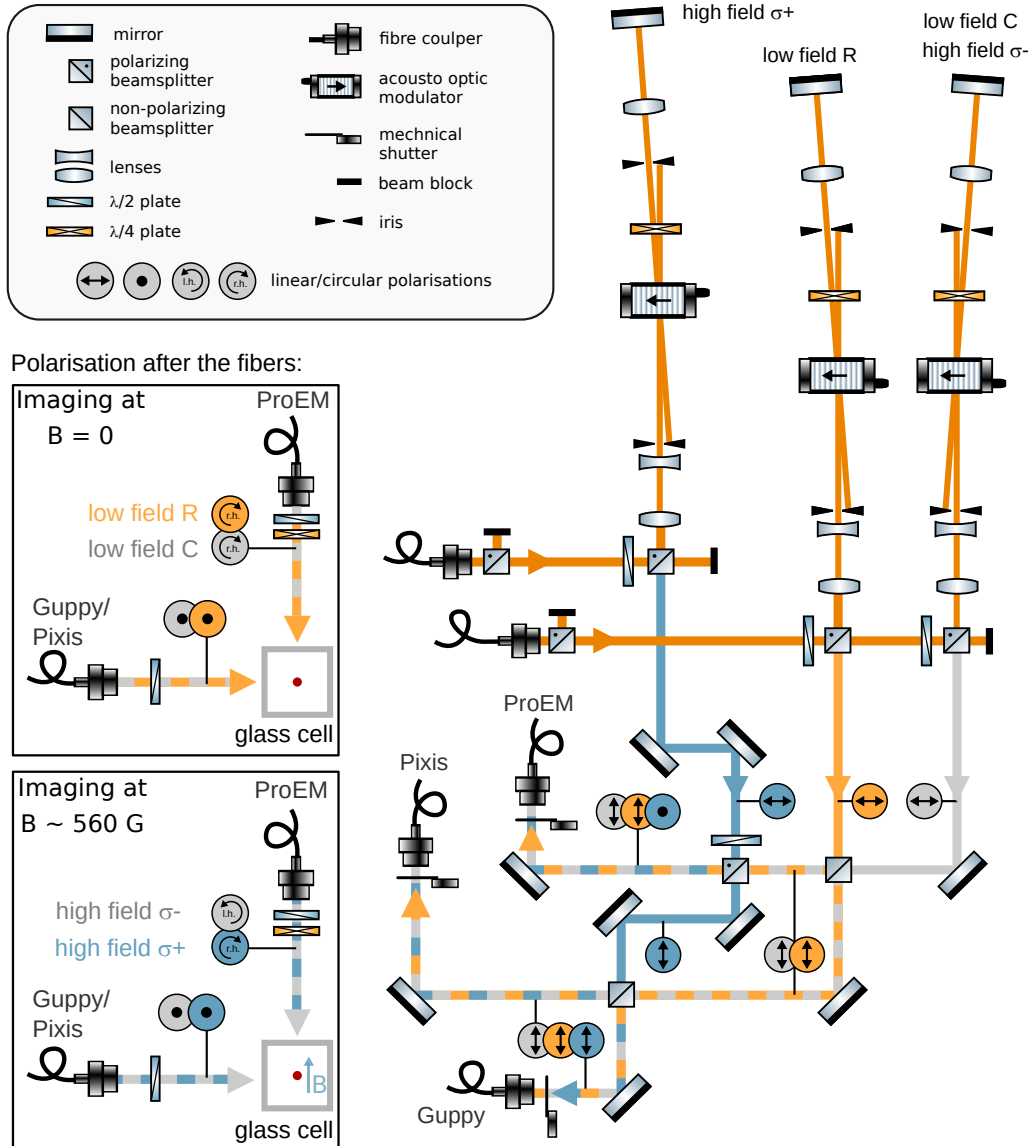 mirror
polarizing
beamsplitter
non-polarizing
beamsplitter
lenses
λ/2 plate
λ/4 plate
fibre coulper
acousto optic
modulator
mechnical
shutter
beam block
iris
l.h.
r.h.
linear/circular polarisations
high field σ+
low field R
low field C
high field σ-
Polarisation after the fibers:
Imaging at
B = 0
ProEM
low field R
r.h.
low field C
r.h.
Guppy/
Pixis
glass cell
Imaging at
B ~ 560 G
ProEM
high field σ-
l.h.
high field σ+
r.h.
Guppy/
Pixis
B
glass cell
ProEM
Pixis
Guppy